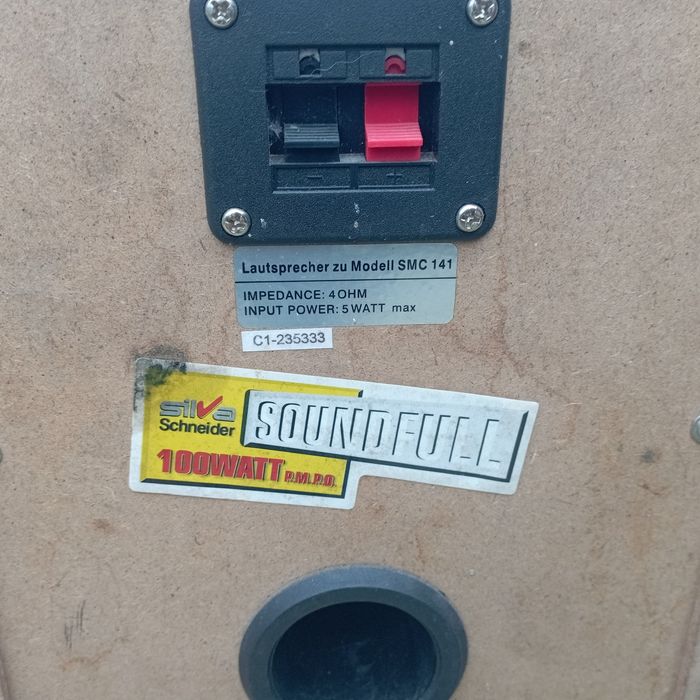 - +
Lautsprecher zu Modell SMC 141
IMPEDANCE: 4 OHM
INPUT POWER: 5 WATT max
C1-235333
silva
Schneider
SOUNDFULL
100WATT P.M.P.O.